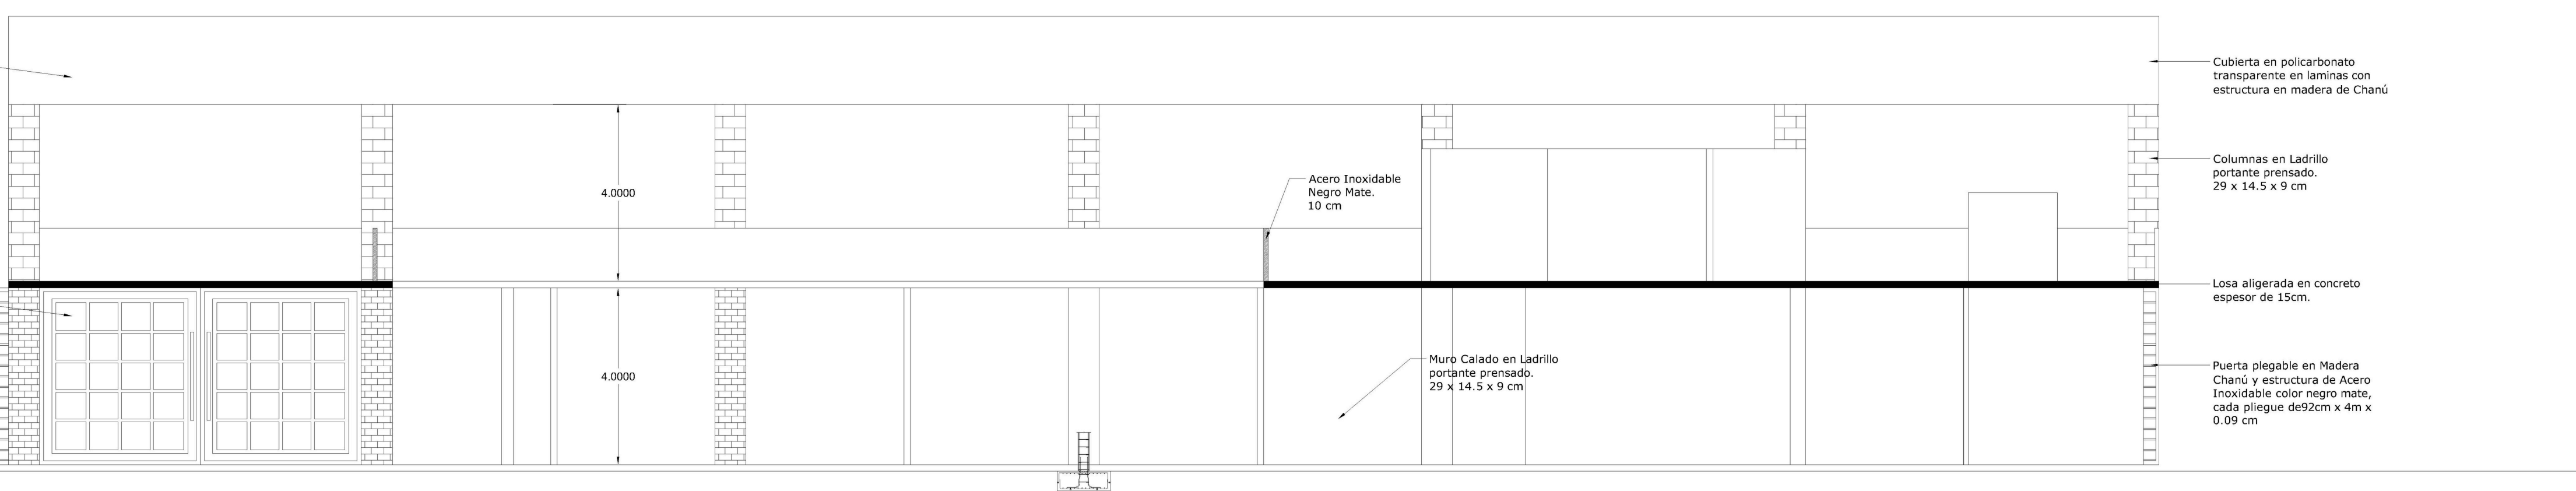 Cubierta en policarbonato
transparente en laminas con
estructura en madera de Chanú
Columnas en Ladrillo
portante prensado.
29 x 14.5 x 9 cm
4.0000
Acero Inoxidable
Negro Mate.
10 cm
Losa aligerada en concreto
espesor de 15cm.
4.0000
Muro Calado en Ladrillo
portante prensado.
29 x 14.5 x 9 cm
Puerta plegable en Madera
Chanú y estructura de Acero
Inoxidable color negro mate,
cada pliegue de92cm x 4m x
0.09 cm